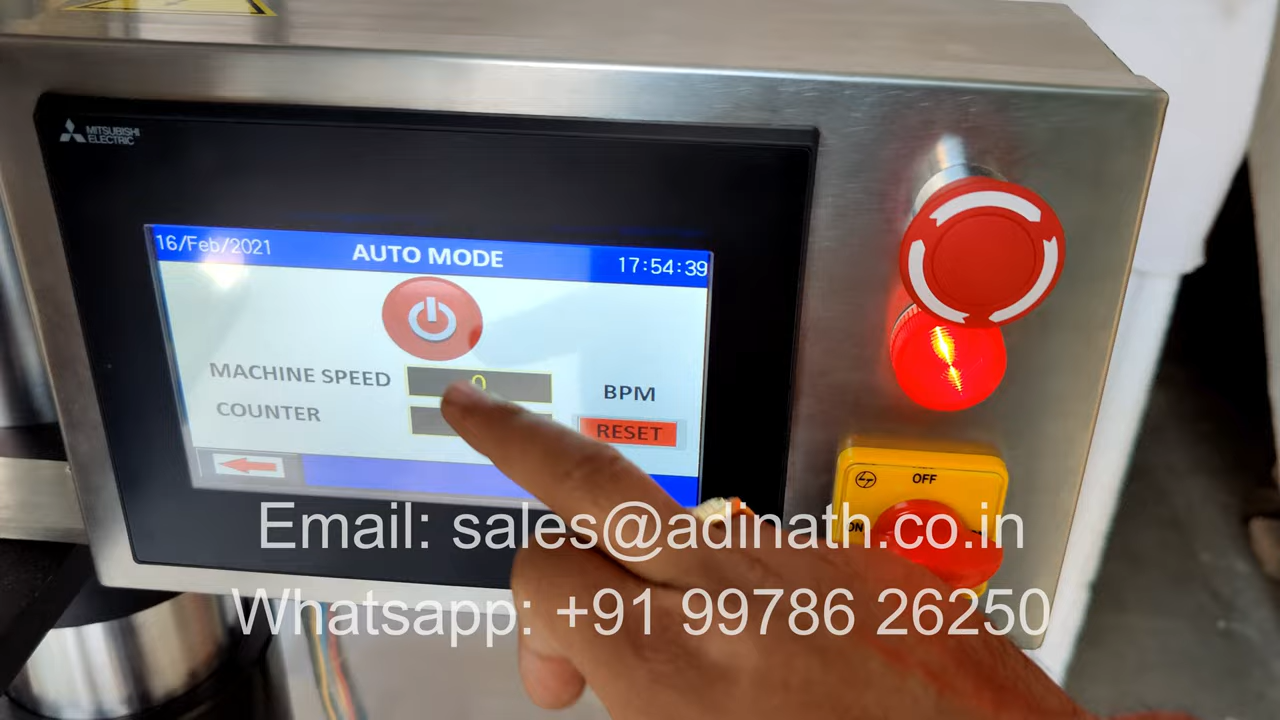 MITSUBISHI
ELECTRIC
16/Feb/2021 AUTO MODE 17:54:39
MACHINE SPEED 0 BPM
COUNTER RESET
OFF
ON
Email: sales@adinath.co.in
Whatsapp: +91 99786 26250